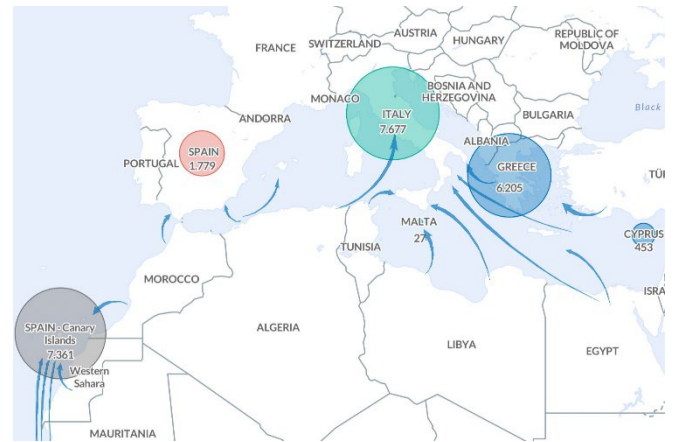 AUSTRIA
REPUBLIC OF
MOLDOVA
FRANCE
SWITZERLAND
HUNGARY
MONACO
BOSNIA AND
HERZEGOVINA
ITALY
7.677
BULGARIA
Black
ANDORRA
ALBANIA
SPAIN
1.779
PORTUGAL
GREECE
6.205
TÜ
MALTA
27
CYPRUS
453
TUNISIA
ISRA
MOROCCO
SPAIN - Canary
Islands
7.361
ALGERIA
LIBYA
EGYPT
Western
Sahara
MAURITANIA